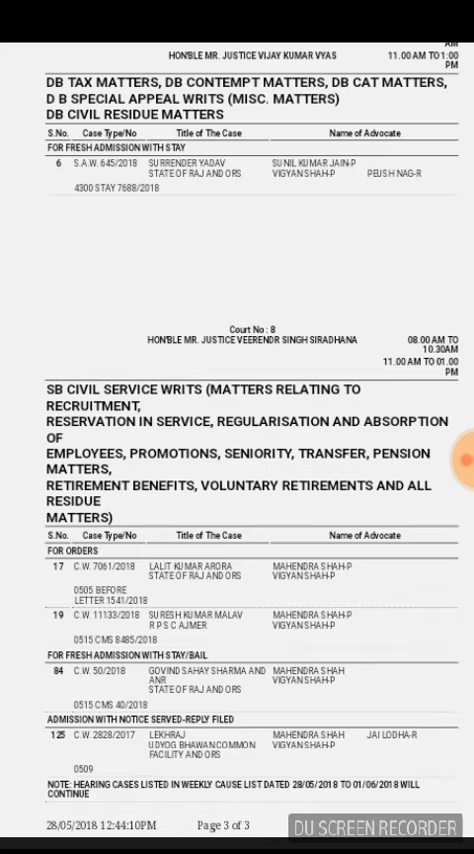 AM
HON'BLE MR. JUSTICE VIJAY KUMAR VYAS 11.00 AM TO 1:00
PM
DB TAX MATTERS, DB CONTEMPT MATTERS, DB CAT MATTERS,
D B SPECIAL APPEAL WRITS (MISC. MATTERS)
DB CIVIL RESIDUE MATTERS
S.No. Case Type/No Title of The Case Name of Advocate
FOR FRESH ADMISSION WITH STAY
6 S.A.W. 645/2018 SURRENDER YADAV SUNIL KUMAR JAIN-P
STATE OF RAJ AND ORS VIGYAN SHAH-P PEUSH NAG-R
4300 STAY 7688/2018
Court No : 8
HON'BLE MR. JUSTICE VEERENDR SINGH SIRADHANA 08.00 AM TO
10.30AM
11.00 AM TO 01.00
PM
SB CIVIL SERVICE WRITS (MATTERS RELATING TO
RECRUITMENT,
RESERVATION IN SERVICE, REGULARISATION AND ABSORPTION
OF
EMPLOYEES, PROMOTIONS, SENIORITY, TRANSFER, PENSION
MATTERS,
RETIREMENT BENEFITS, VOLUNTARY RETIREMENTS AND ALL
RESIDUE
MATTERS)
S.No. Case Type/No Title of The Case Name of Advocate
FOR ORDERS
17 C.W. 7061/2018 LALIT KUMAR ARORA MAHENDRA SHAH-P
STATE OF RAJ AND ORS VIGYAN SHAH-P
0505 BEFORE
LETTER 1541/2018
19 C.W. 11133/2018 SURESH KUMAR MALAV MAHENDRA SHAH-P
R P S C AJMER VIGYAN SHAH-P
0515 CMS 8485/2018
FOR FRESH ADMISSION WITH STAY/BAIL
84 C.W. 50/2018 GOVIND SAHAY SHARMA AND MAHENDRA SHAH
ANR VIGYAN SHAH-P
STATE OF RAJ AND ORS
0515 CMS 40/2018
ADMISSION WITH NOTICE SERVED-REPLY FILED
125 C.W. 2828/2017 LEKHRAJ MAHENDRA SHAH JAI LODHA-R
UDYOG BHAWAN COMMON VIGYAN SHAH-P
FACILITY AND ORS
0509
NOTE: HEARING CASES LISTED IN WEEKLY CAUSE LIST DATED 28/05/2018 TO 01/06/2018 WILL
CONTINUE
28/05/2018 12:44:10PM Page 3 of 3
DU SCREEN RECORDER